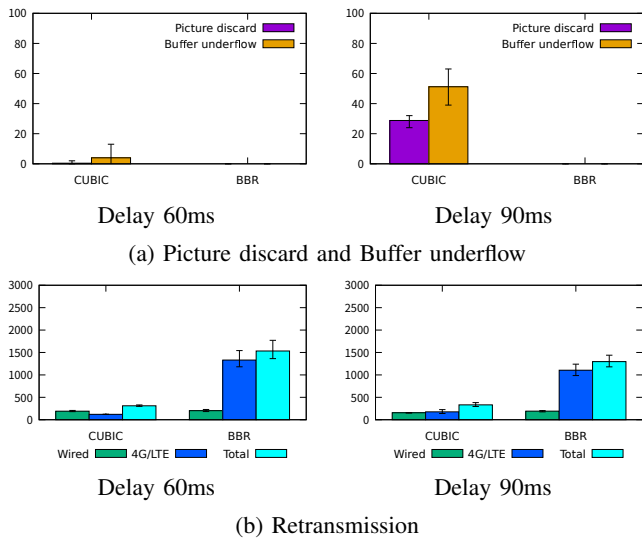 100
80
60
40
20
0
Picture discard
Buffer underflow
CUBIC BBR
Delay 60ms
100
80
60
40
20
0
Picture discard
Buffer underflow
CUBIC BBR
Delay 90ms
(a) Picture discard and Buffer underflow
3000
2500
2000
1500
1000
500
0
CUBIC BBR
Wired 4G/LTE Total
Delay 60ms
3000
2500
2000
1500
1000
500
0
CUBIC BBR
Wired 4G/LTE Total
Delay 90ms
(b) Retransmission